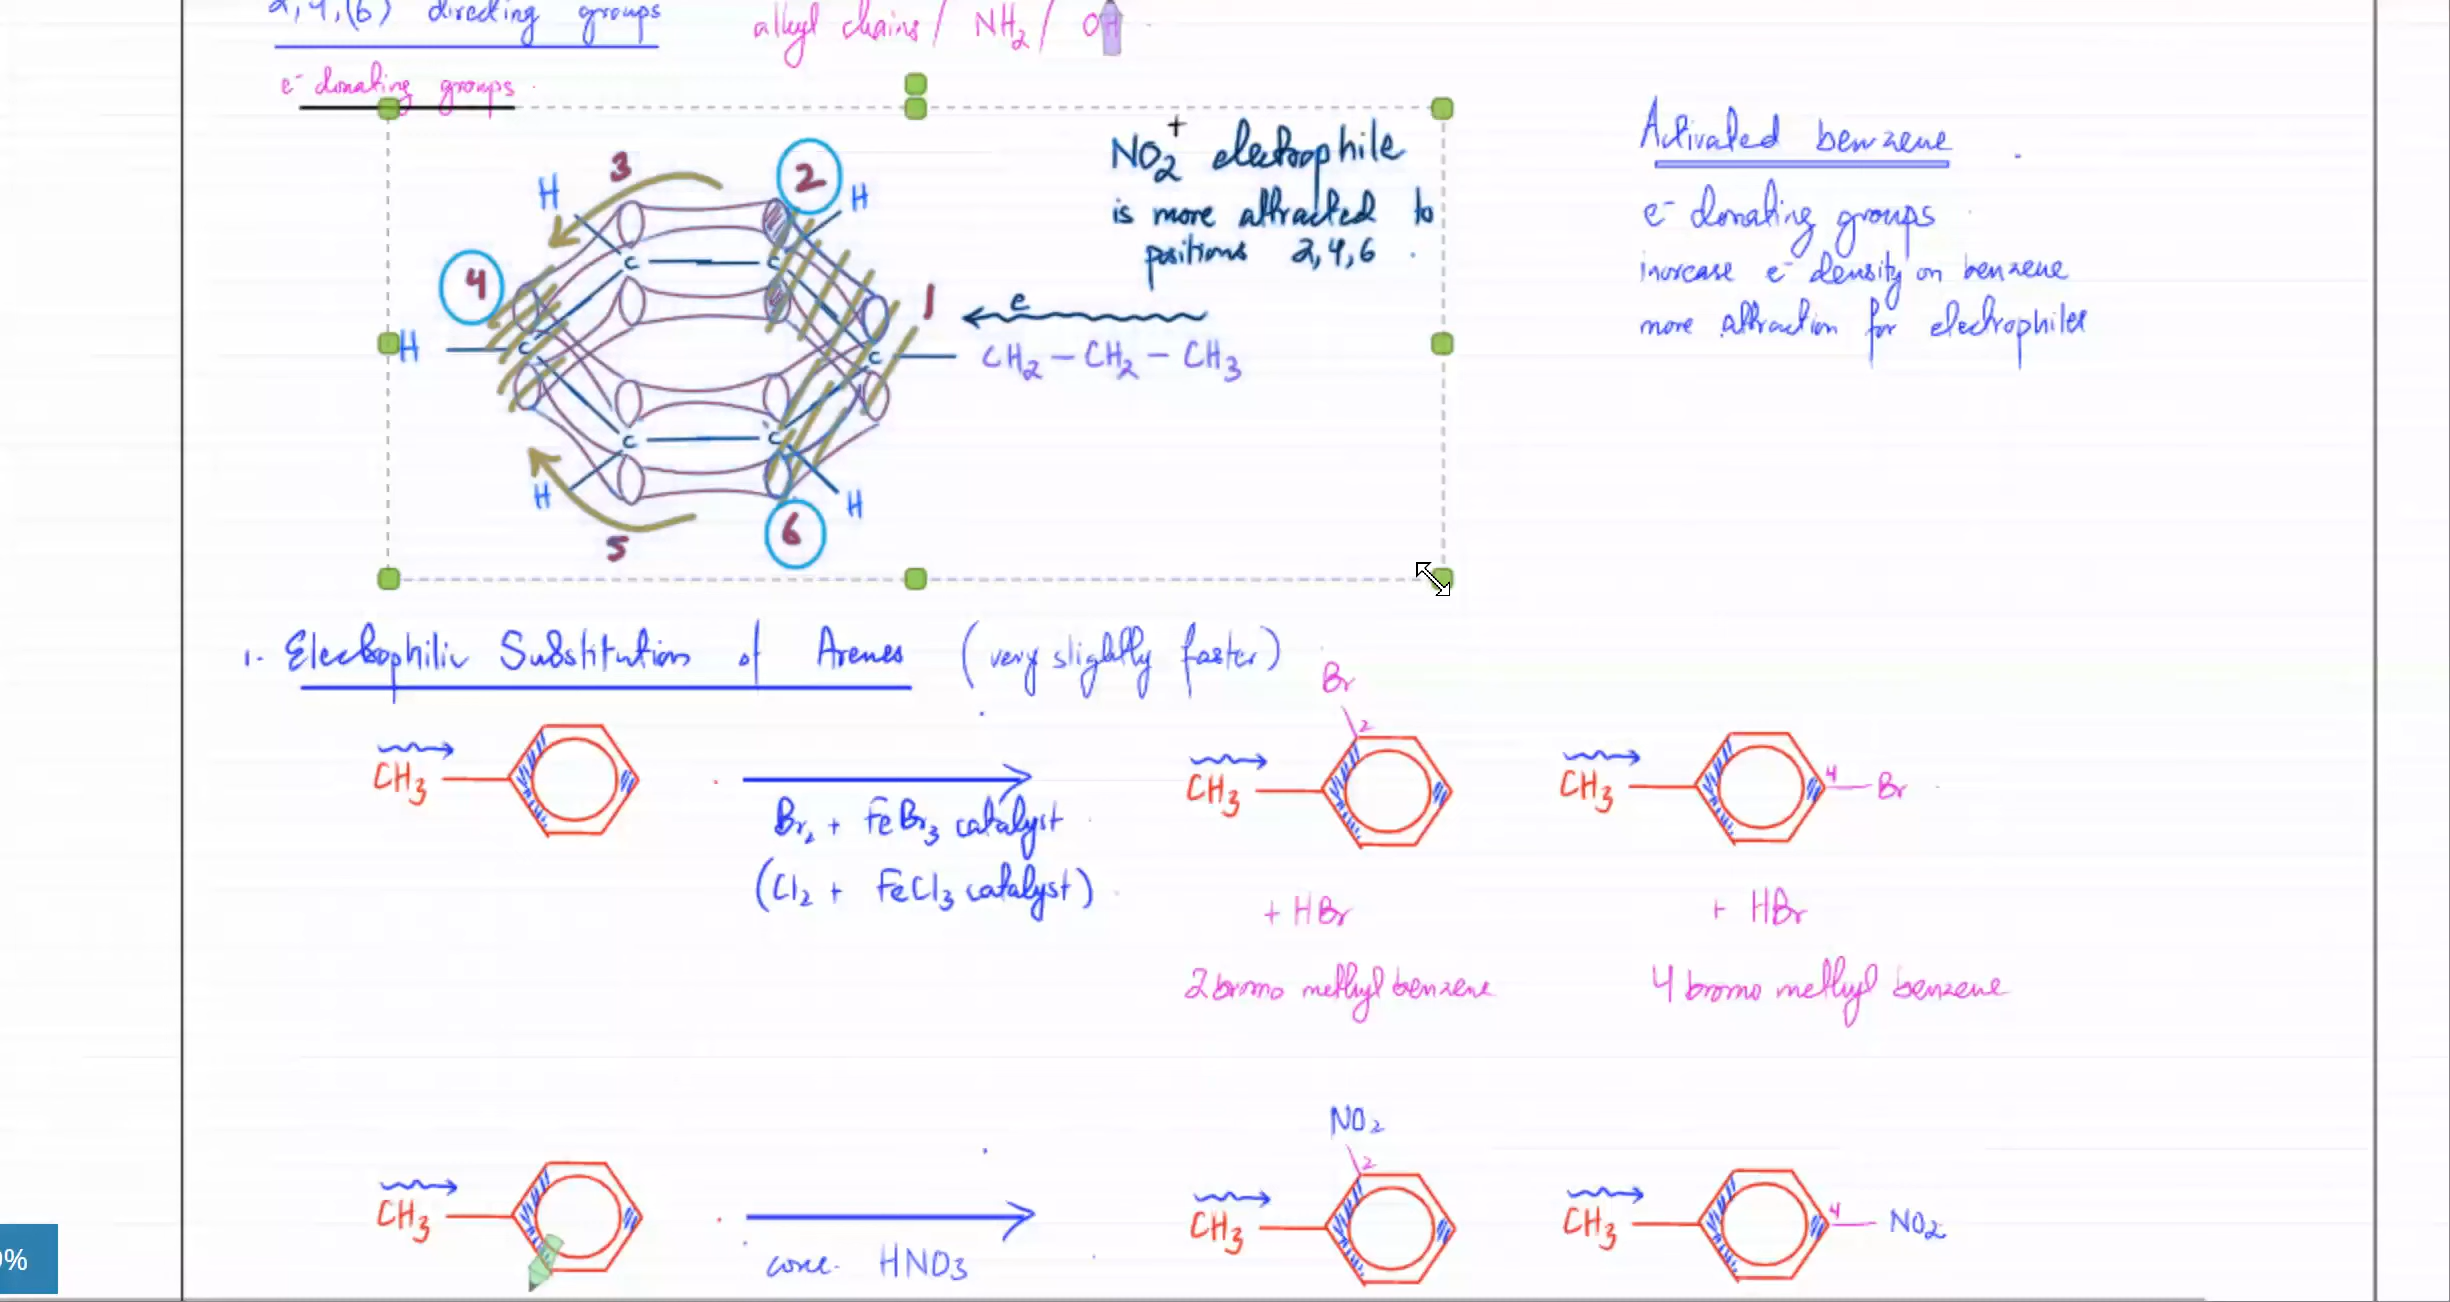 2,4,(6) directing groups
alkyl chains / NH2 / OH
e- donating groups.
NO2+ electrophile
is more attracted to
positions 2,4,6.
Activated benzene
e- donating groups
increase e- density on benzene
more attraction for electrophiles
3
2
H
H
4
C
C
1
e
H
C
C
CH2 – CH2 – CH3
C
C
H
H
5
6
1. Electrophilic Substitution of Arenes (very slightly faster)
Br
2
CH3
CH3
CH3
4
Br
Br2 + FeBr3 catalyst
(Cl2 + FeCl3 catalyst)
+ HBr
+ HBr
2 bromo methyl benzene
4 bromo methyl benzene
NO2
2
CH3
CH3
CH3
4
NO2
conc. HNO3